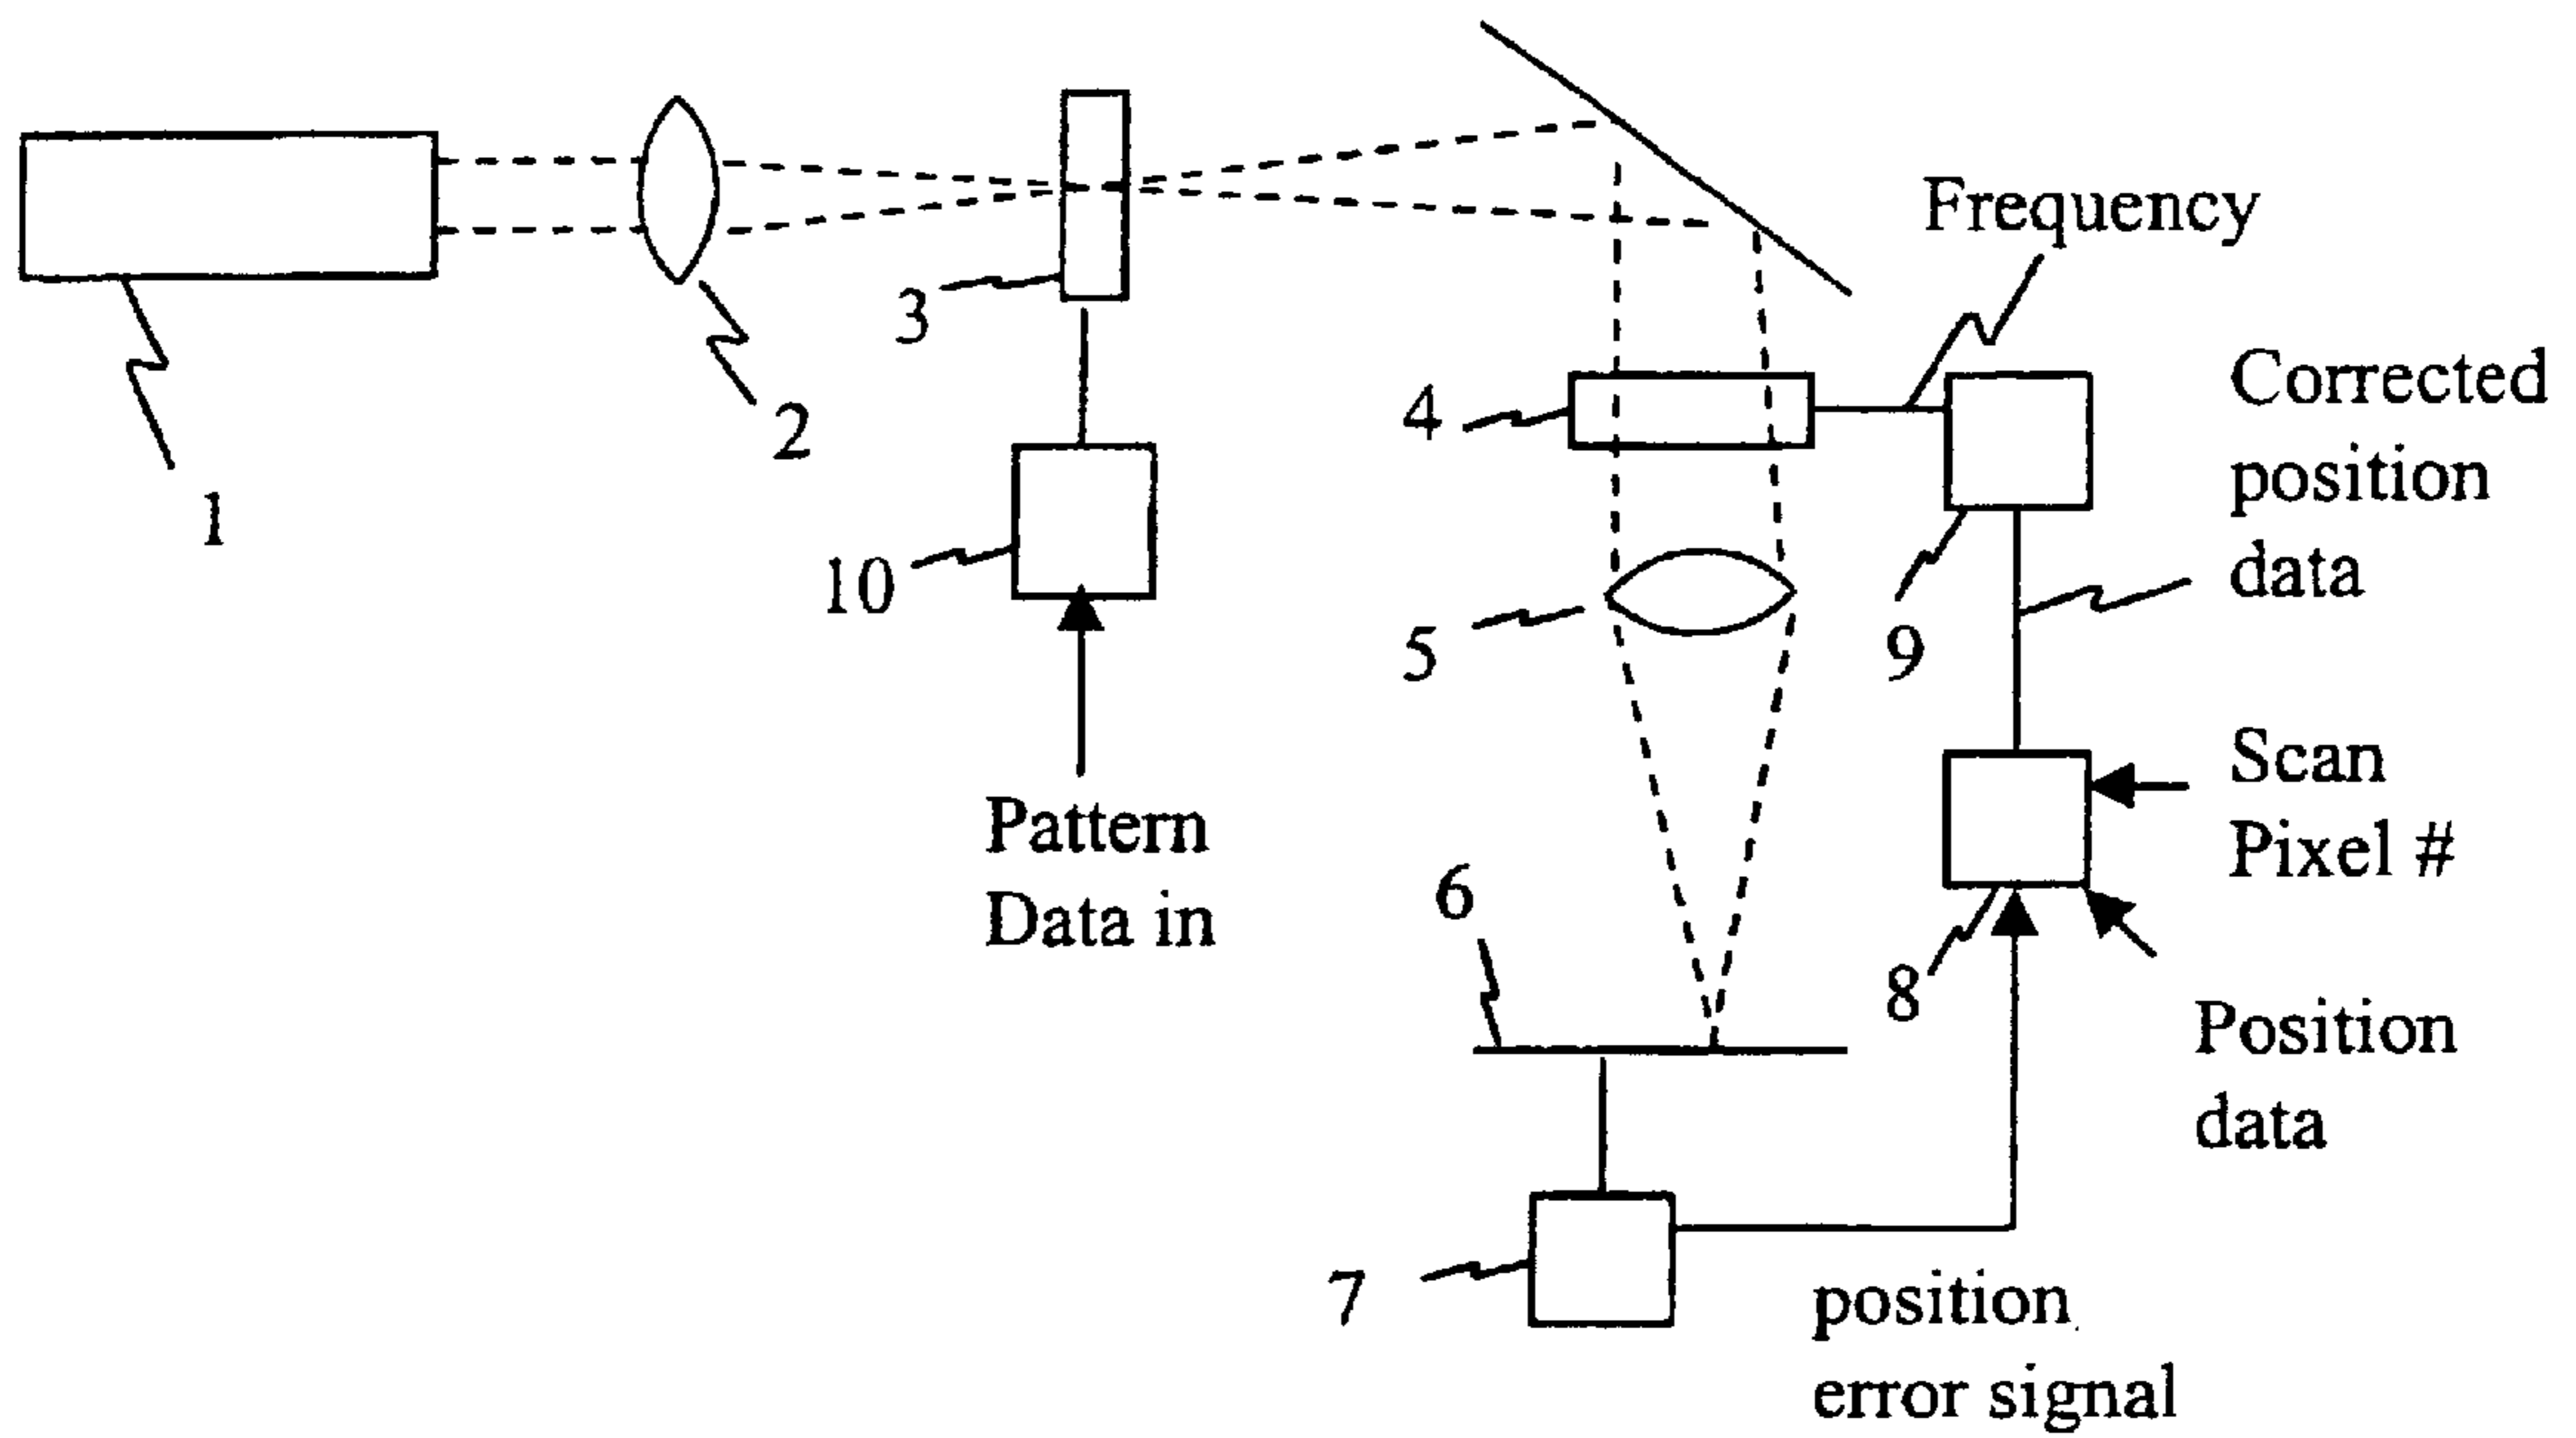 1
2
3
10
Pattern
Data in
Frequency
4
5
9
Corrected
position
data
Scan
Pixel #
6
8
Position
data
7
position
error signal